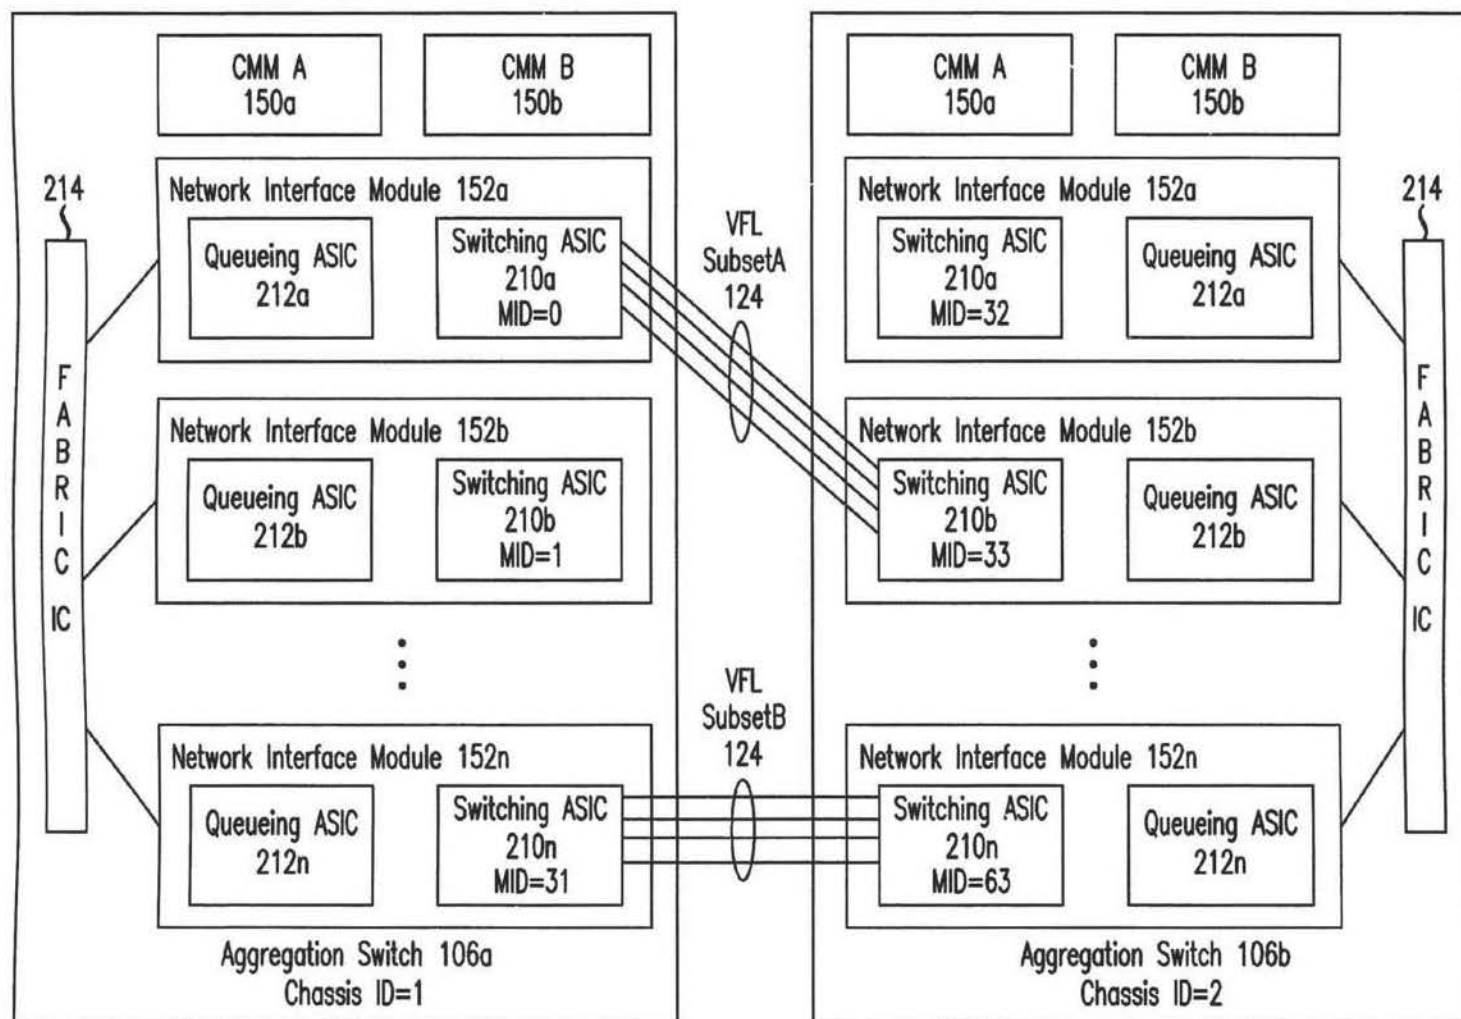 CMM A
150a
CMM B
150b
214
Network Interface Module 152a
Queueing ASIC
212a
Switching ASIC
210a
MID=0
FABRIC IC
Network Interface Module 152b
Queueing ASIC
212b
Switching ASIC
210b
MID=1
Network Interface Module 152n
Queueing ASIC
212n
Switching ASIC
210n
MID=31
Aggregation Switch 106a
Chassis ID=1
VFL
SubsetA
124
VFL
SubsetB
124
CMM A
150a
CMM B
150b
Network Interface Module 152a
Switching ASIC
210a
MID=32
Queueing ASIC
212a
214
FABRIC IC
Network Interface Module 152b
Switching ASIC
210b
MID=33
Queueing ASIC
212b
Network Interface Module 152n
Switching ASIC
210n
MID=63
Queueing ASIC
212n
Aggregation Switch 106b
Chassis ID=2